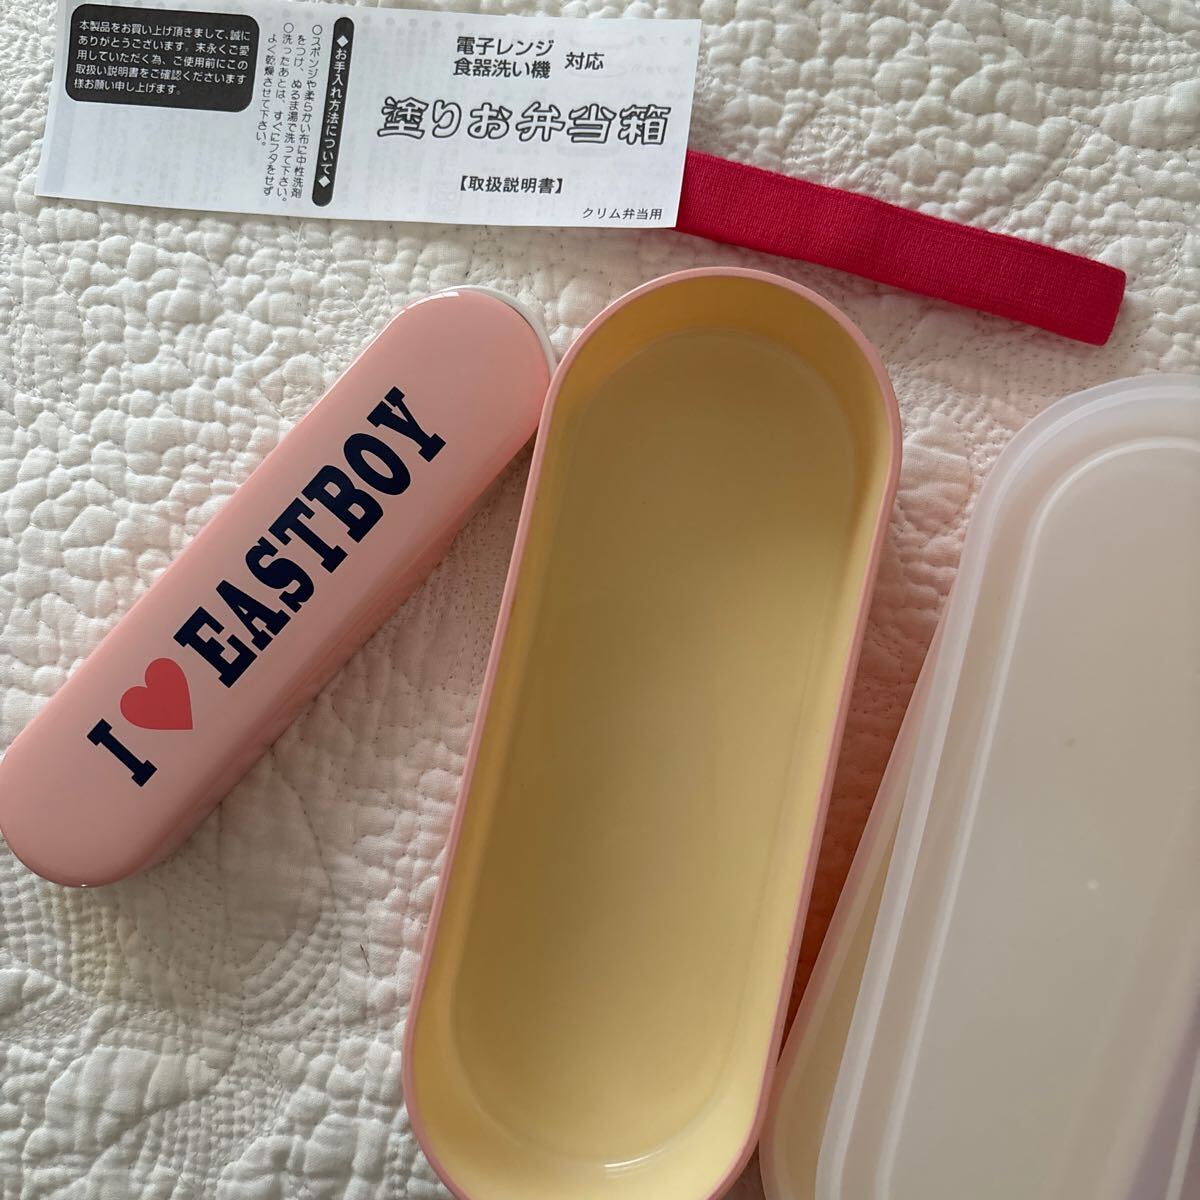 本製品をお買い上げ頂きまして、誠に
ありがとうございます。末永くご愛
用していただく為、ご使用前にこの
取扱い説明書をご確認くださいます
様お願い申し上げます。
◆お手入れ方法について◆
○スポンジや柔らかい布に中性洗剤
をつけ、ぬるま湯で洗って下さい。
○洗ったあとは、すぐにフタをせず
よく乾燥させて下さい。
電子レンジ
食器洗い機
対応
塗りお弁当箱
【取扱説明書】
クリム弁当用
I ♥ EASTBOY